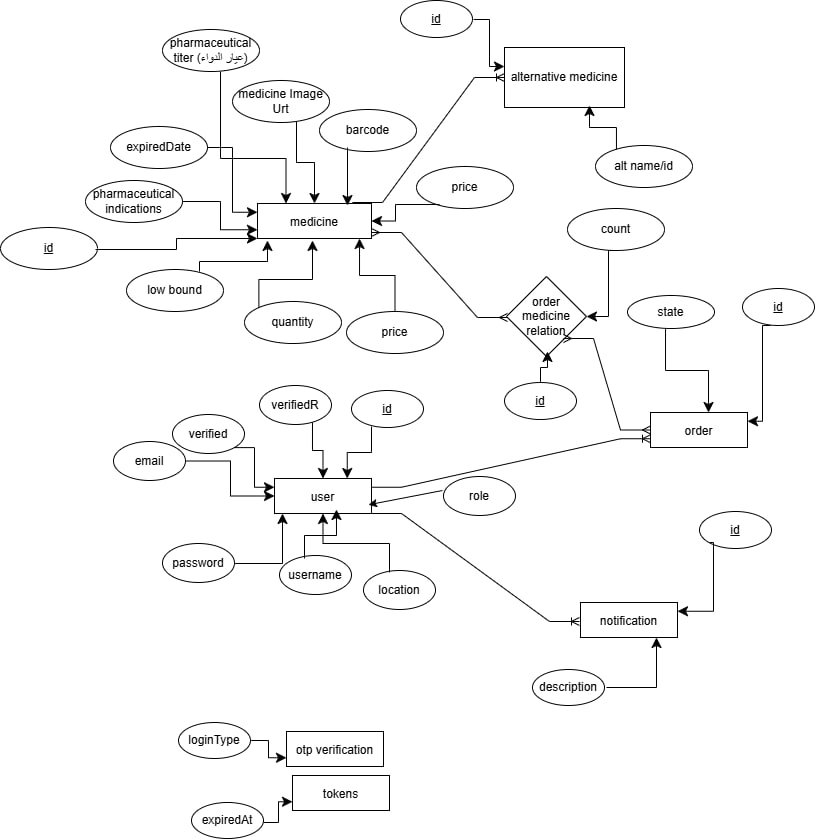 id
pharmaceutical
titer (عيار الدواء)
alternative medicine
medicine Image
Urt
barcode
expiredDate
alt name/id
pharmaceutical
indications
price
medicine
count
id
low bound
order
medicine
relation
state
id
quantity
price
id
verifiedR
id
verified
order
email
user
role
id
password
username
location
notification
description
loginType
otp verification
tokens
expiredAt